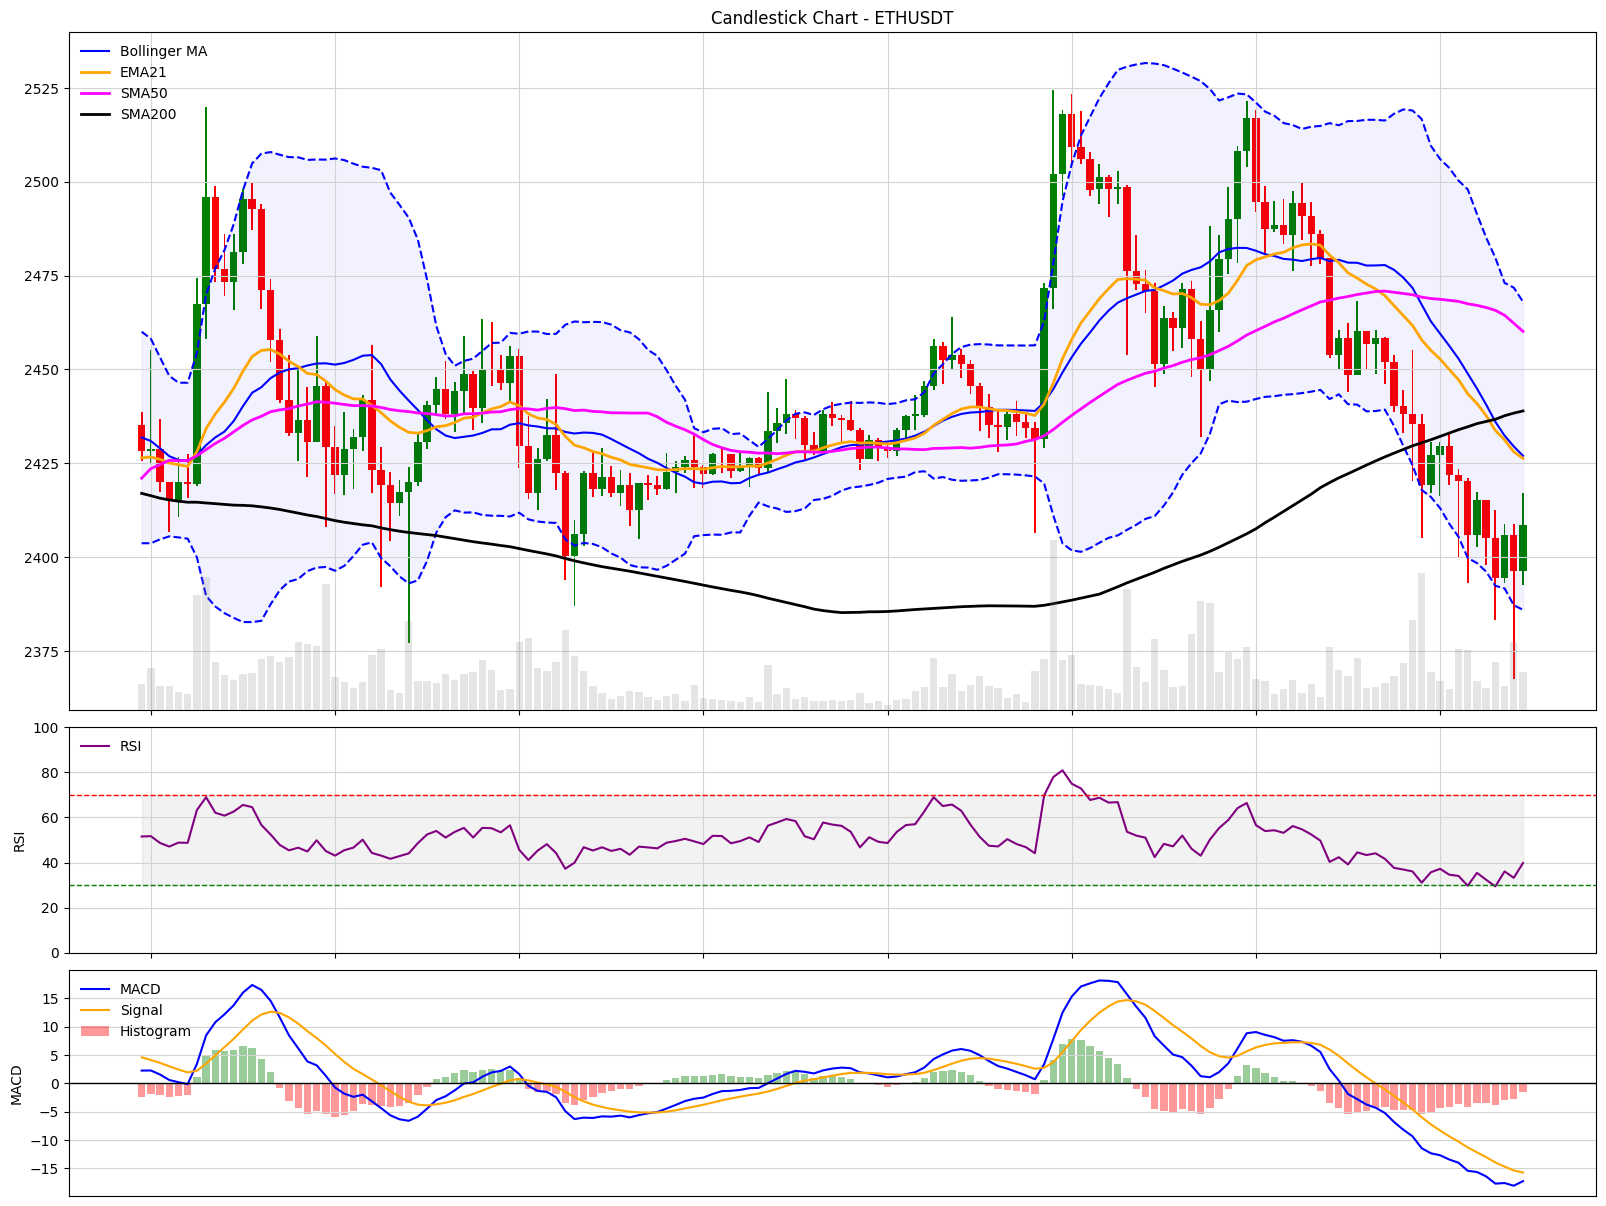 Candlestick Chart - ETHUSDT
Bollinger MA
EMA21
SMA50
SMA200
2525
2500
2475
2450
2425
2400
2375
RSI
100
80
60
40
20
0
RSI
MACD
Signal
Histogram
15
10
5
0
−5
−10
−15
MACD